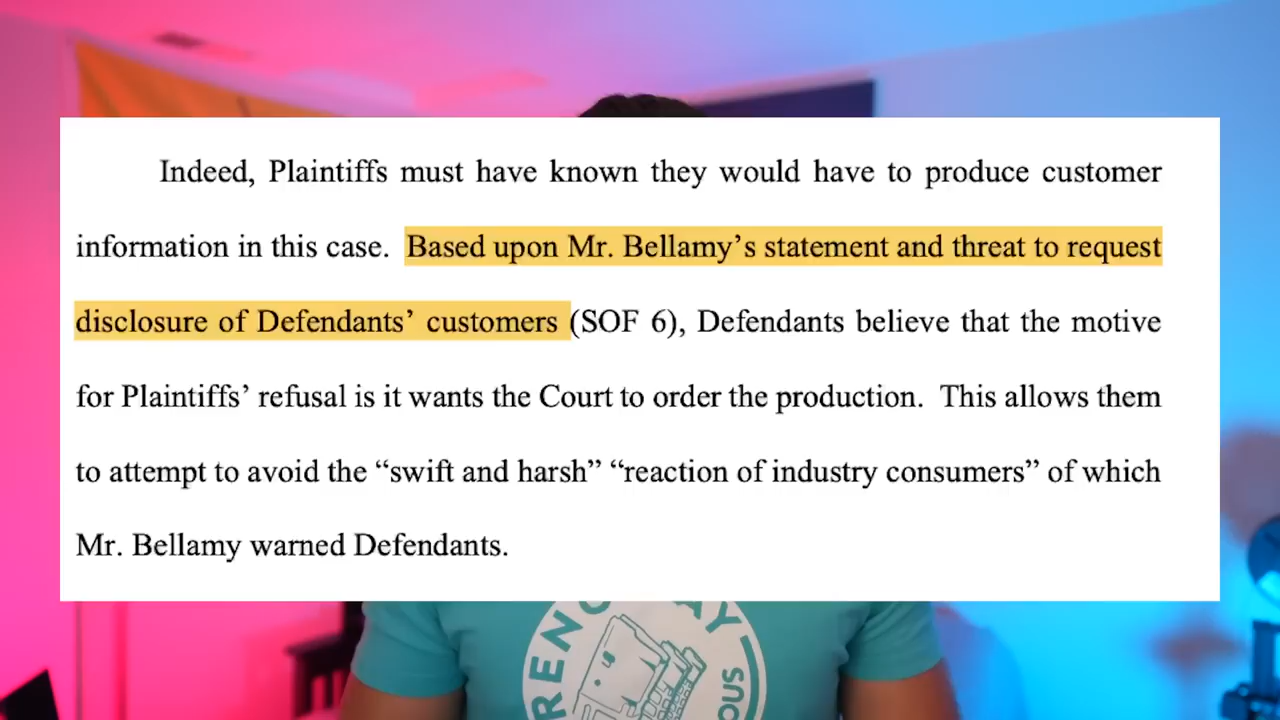 Indeed, Plaintiffs must have known they would have to produce customer
information in this case. Based upon Mr. Bellamy’s statement and threat to request
disclosure of Defendants’ customers (SOF 6), Defendants believe that the motive
for Plaintiffs’ refusal is it wants the Court to order the production. This allows them
to attempt to avoid the “swift and harsh” “reaction of industry consumers” of which
Mr. Bellamy warned Defendants.